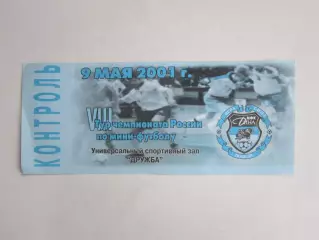 КОНТРОЛЬ
9 МАЯ 2001 г.
VIII
тур чемпионата России
по мини-футболу
Универсальный спортивный зал
"ДРУЖБА"